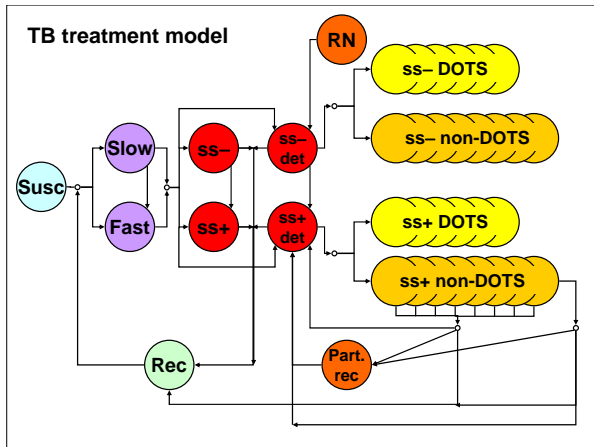 TB treatment model
RN
ss– DOTS
Slow
ss–
ss–
det
ss– non-DOTS
Susc
Fast
ss+
ss+
det
ss+ DOTS
ss+ non-DOTS
Rec
Part.
rec